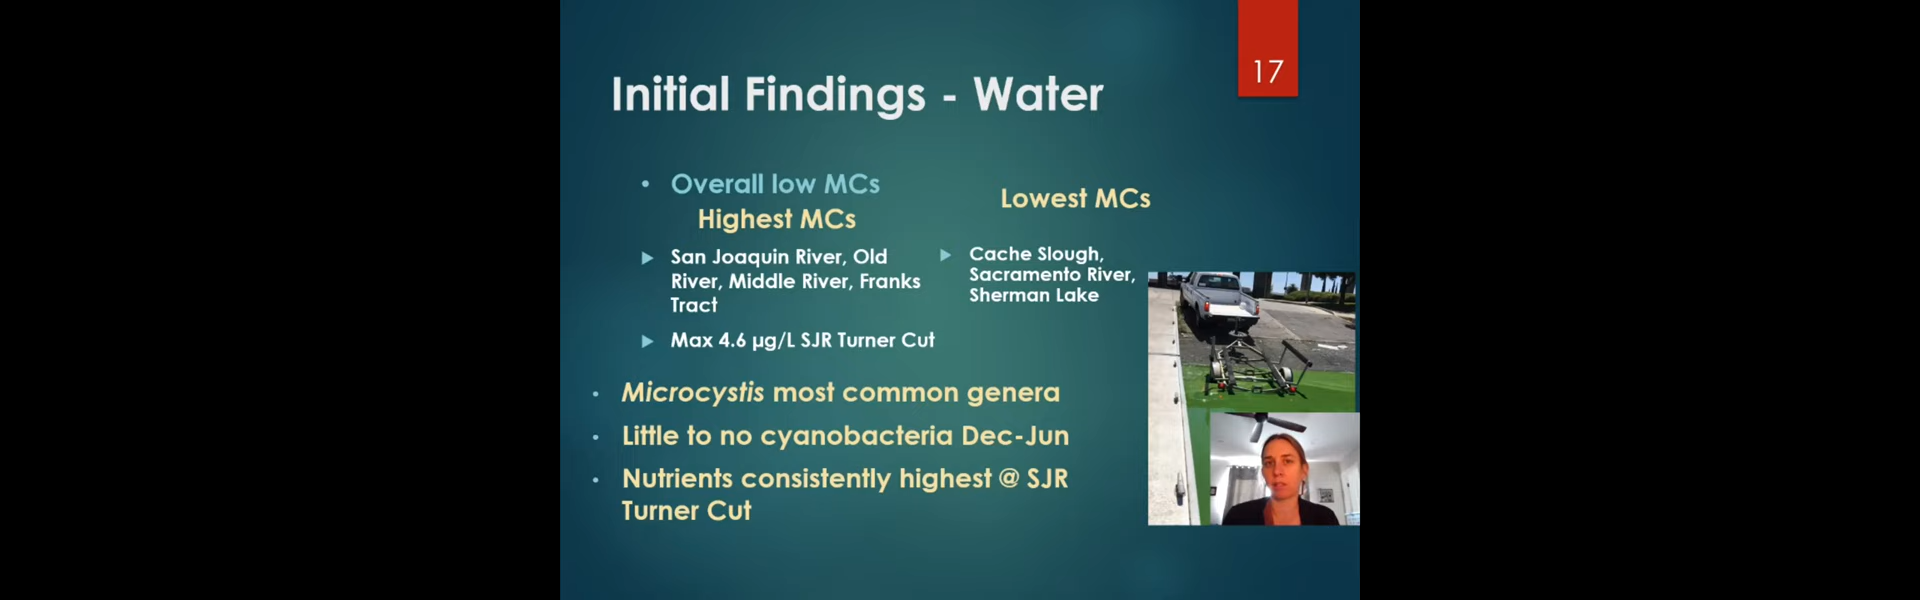 17
Initial Findings - Water
• Overall low MCs
Highest MCs
San Joaquin River, Old
River, Middle River, Franks
Tract
Max 4.6 µg/L SJR Turner Cut
Lowest MCs
Cache Slough,
Sacramento River,
Sherman Lake
• Microcystis most common genera
• Little to no cyanobacteria Dec-Jun
• Nutrients consistently highest @ SJR
Turner Cut